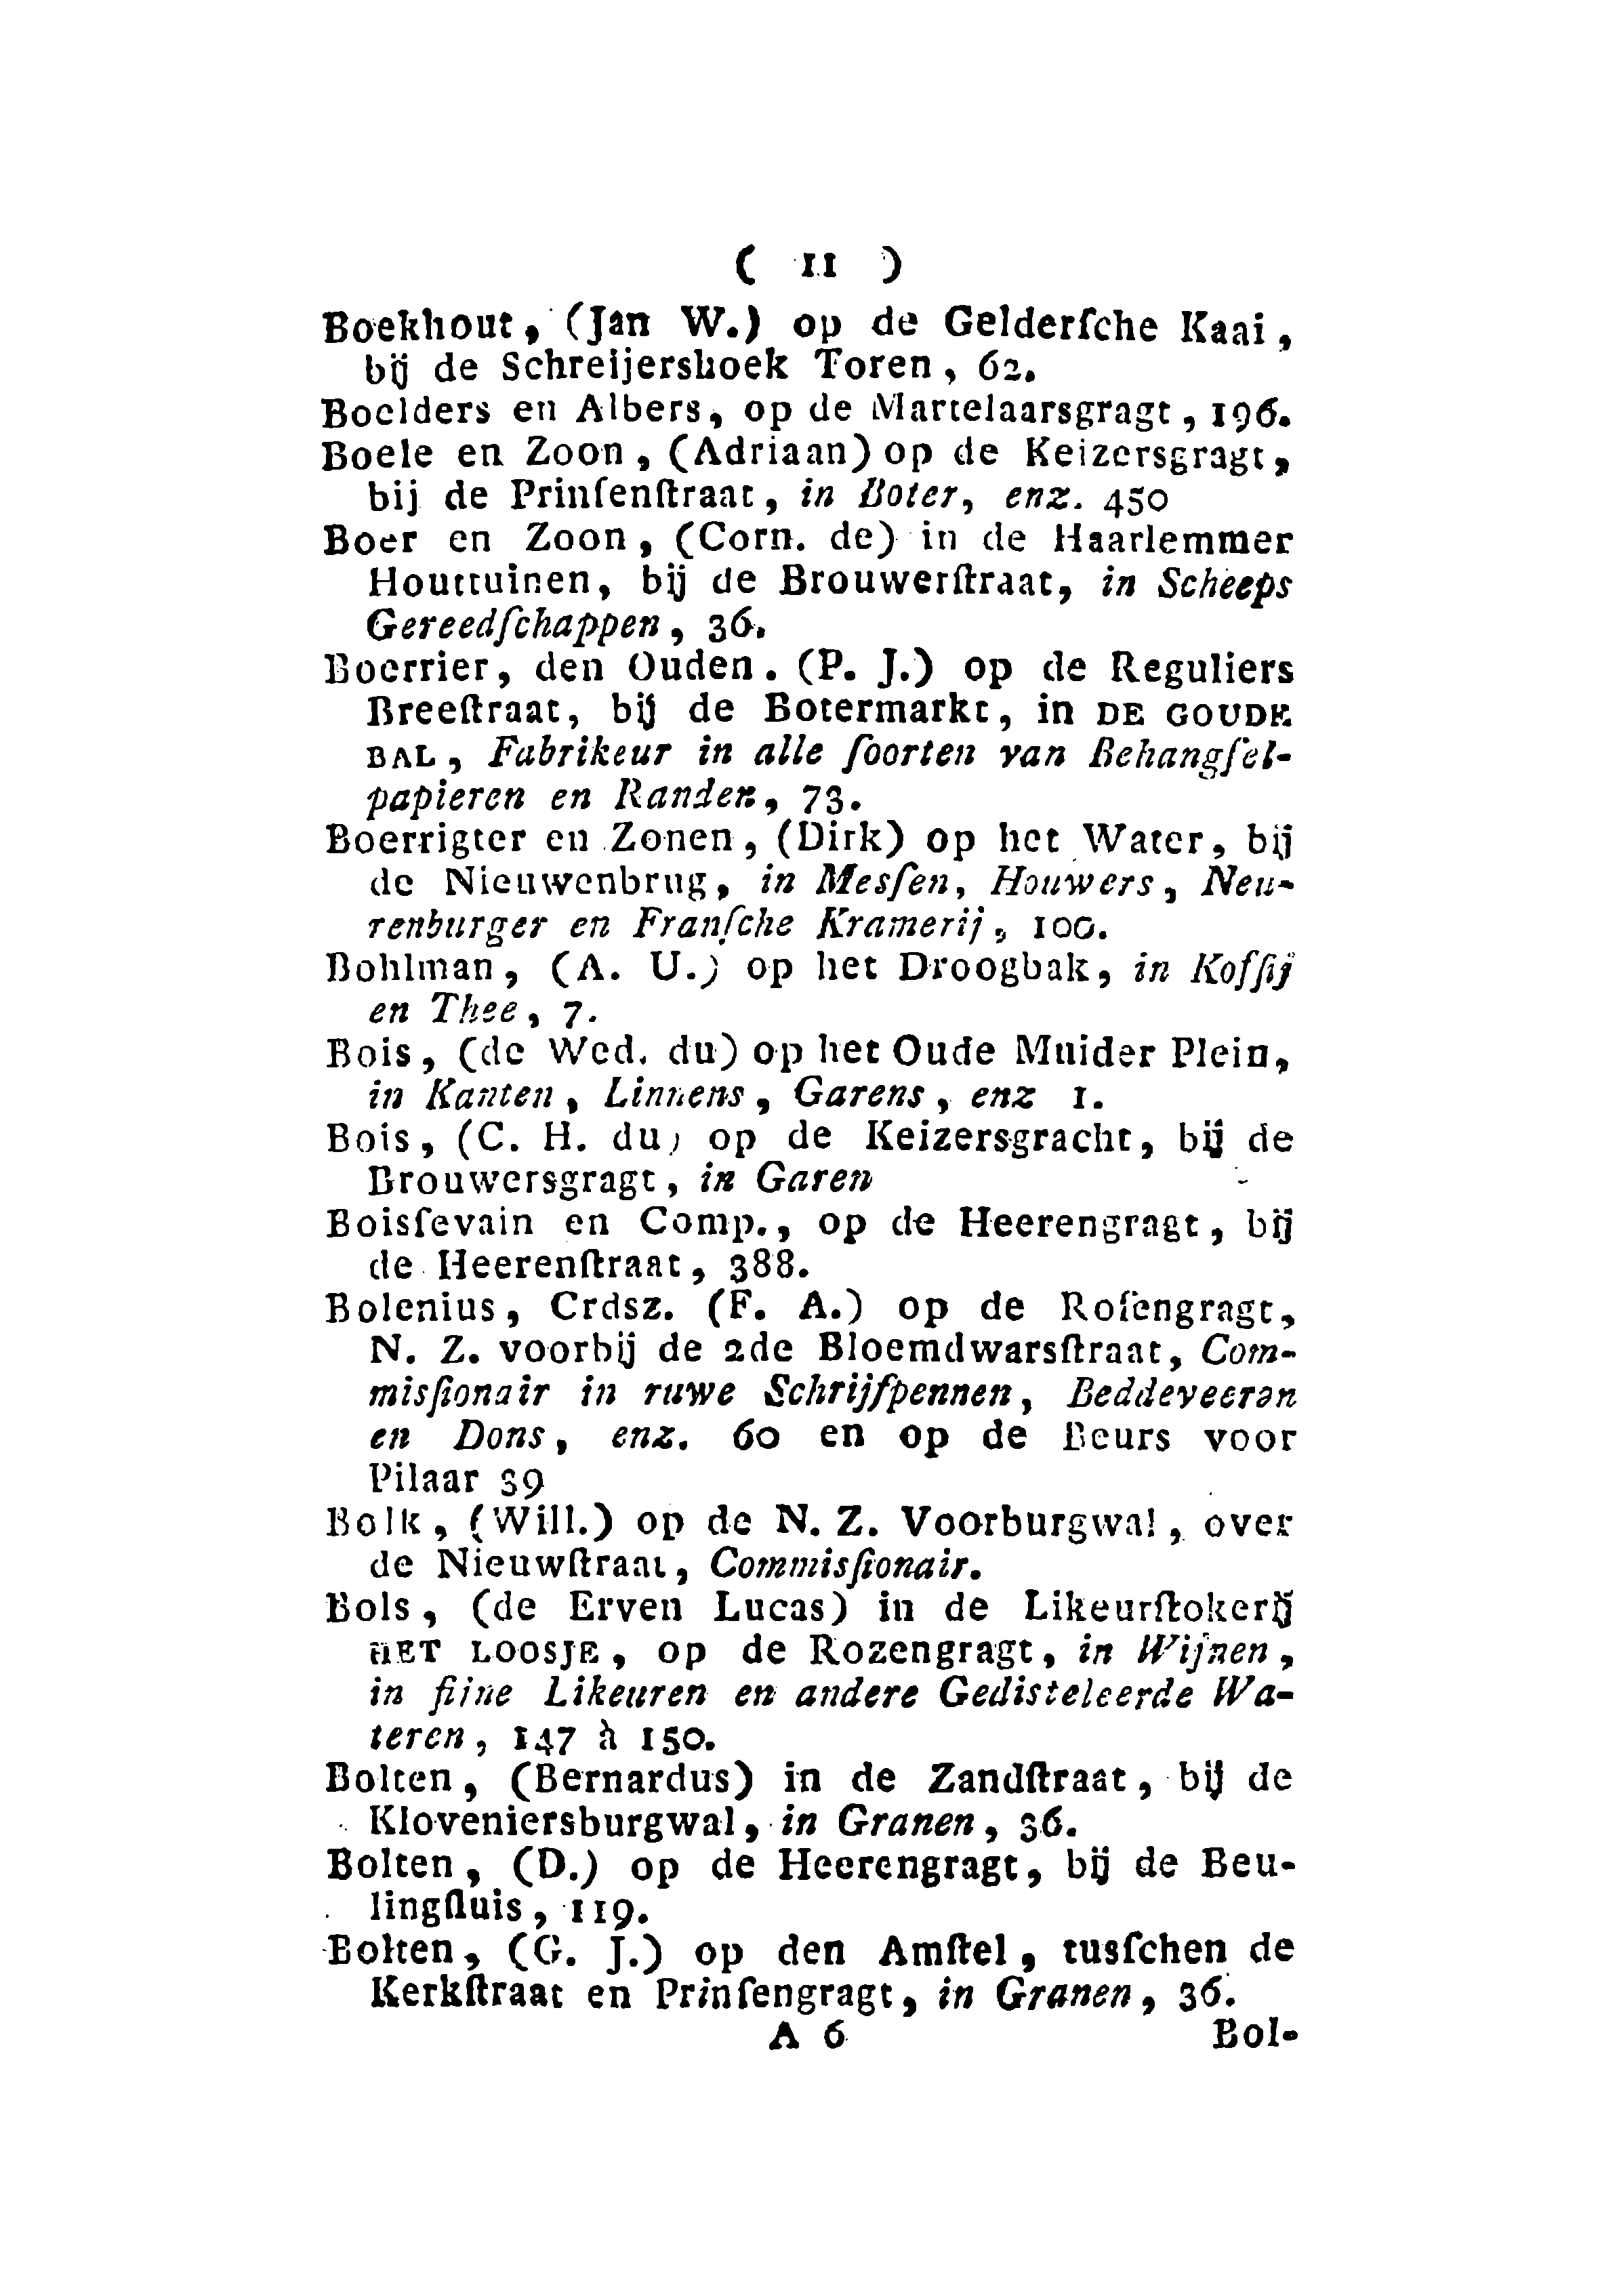 ( 11 )
Boekhout, (Jan W.) op de Gelderſche Kaai,
bij de Schreijershoek Toren, 62.
Boelders en Albers, op de Martelaarsgragt, 196.
Boele en Zoon, (Adriaan) op de Keizersgragt,
bij de Prinſenſtraat, in Boter, enz. 450
Boer en Zoon, (Corn. de) in de Haarlemmer
Houttuinen, bij de Brouwerſtraat, in Scheeps
Gereedſchappen, 36.
Boerrier, den Ouden. (P. J.) op de Reguliers
Breeſtraat, bij de Botermarkt, in DE GOUDE
BAL, Fabrikeur in alle ſoorten van Behangſel-
papieren en Randen, 73.
Boerrigter en Zonen, (Dirk) op het Water, bij
de Nieuwenbrug, in Mesſen, Houwers, Neu-
renburger en Franſche Kramerij, 100.
Bohlman, (A. U.) op het Droogbak, in Koffij
en Thee, 7.
Bois, (de Wed. du) op het Oude Muider Plein,
in Kanten, Linnens, Garens, enz 1.
Bois, (C. H. du) op de Keizersgracht, bij de
Brouwersgragt, in Garen
Boisſevain en Comp., op de Heerengragt, bij
de Heerenſtraat, 388.
Bolenius, Crdsz. (F. A.) op de Roſengragt,
N. Z. voorbij de 2de Bloemdwarsſtraat, Com-
misſionair in ruwe Schrijfpennen, Beddeveeren
en Dons, enz. 60 en op de Beurs voor
Pilaar 39
Bolk, (Will.) op de N. Z. Voorburgwal, over
de Nieuwſtraat, Commisſionair.
Bols, (de Erven Lucas) in de Likeurſtokerij
HET LOOSJE, op de Rozengragt, in Wijnen,
in fijne Likeuren en andere Gedisteleerde Wa-
teren, 147 à 150.
Bolten, (Bernardus) in de Zandſtraat, bij de
Kloveniersburgwal, in Granen, 36.
Bolten, (D.) op de Heerengragt, bij de Beu-
lingſluis, 119.
Bolten, (G. J.) op den Amſtel, tusſchen de
Kerkſtraat en Prinſengragt, in Granen, 36.
A 6 Bol-